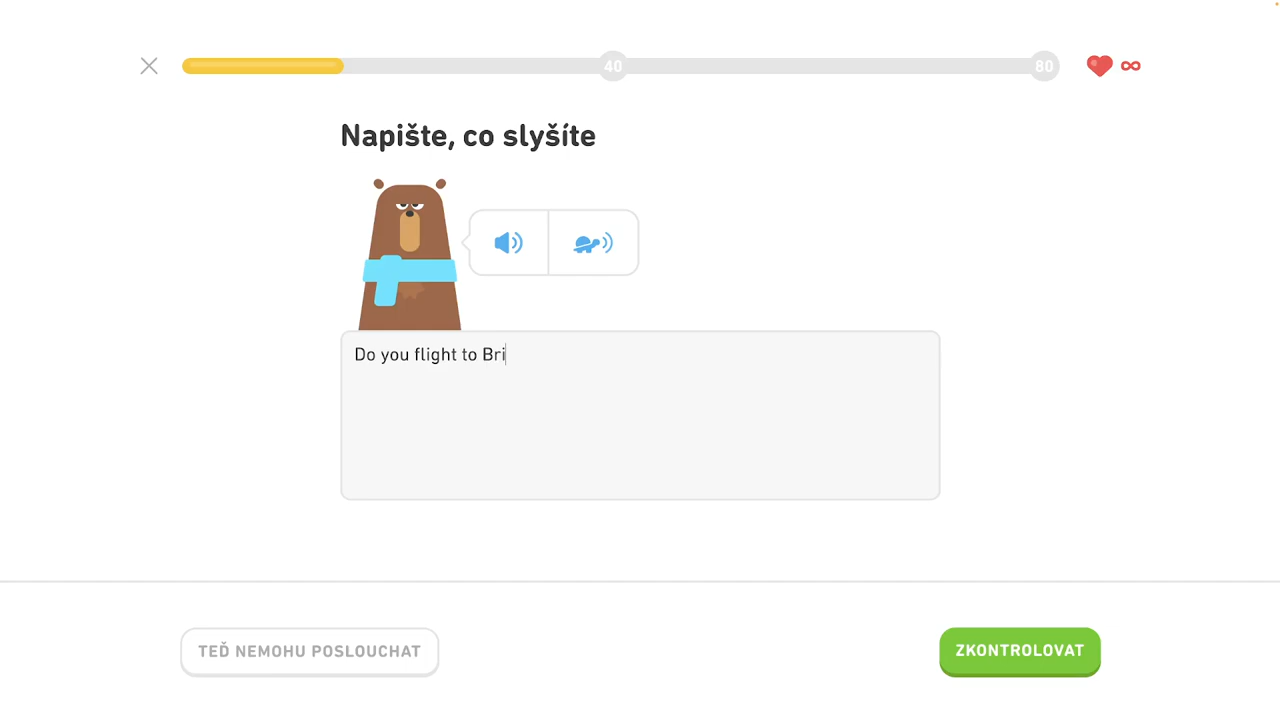 40
80
∞
Napište, co slyšíte
Do you flight to Bri
TEĎ NEMOHU POSLOUCHAT
ZKONTROLOVAT